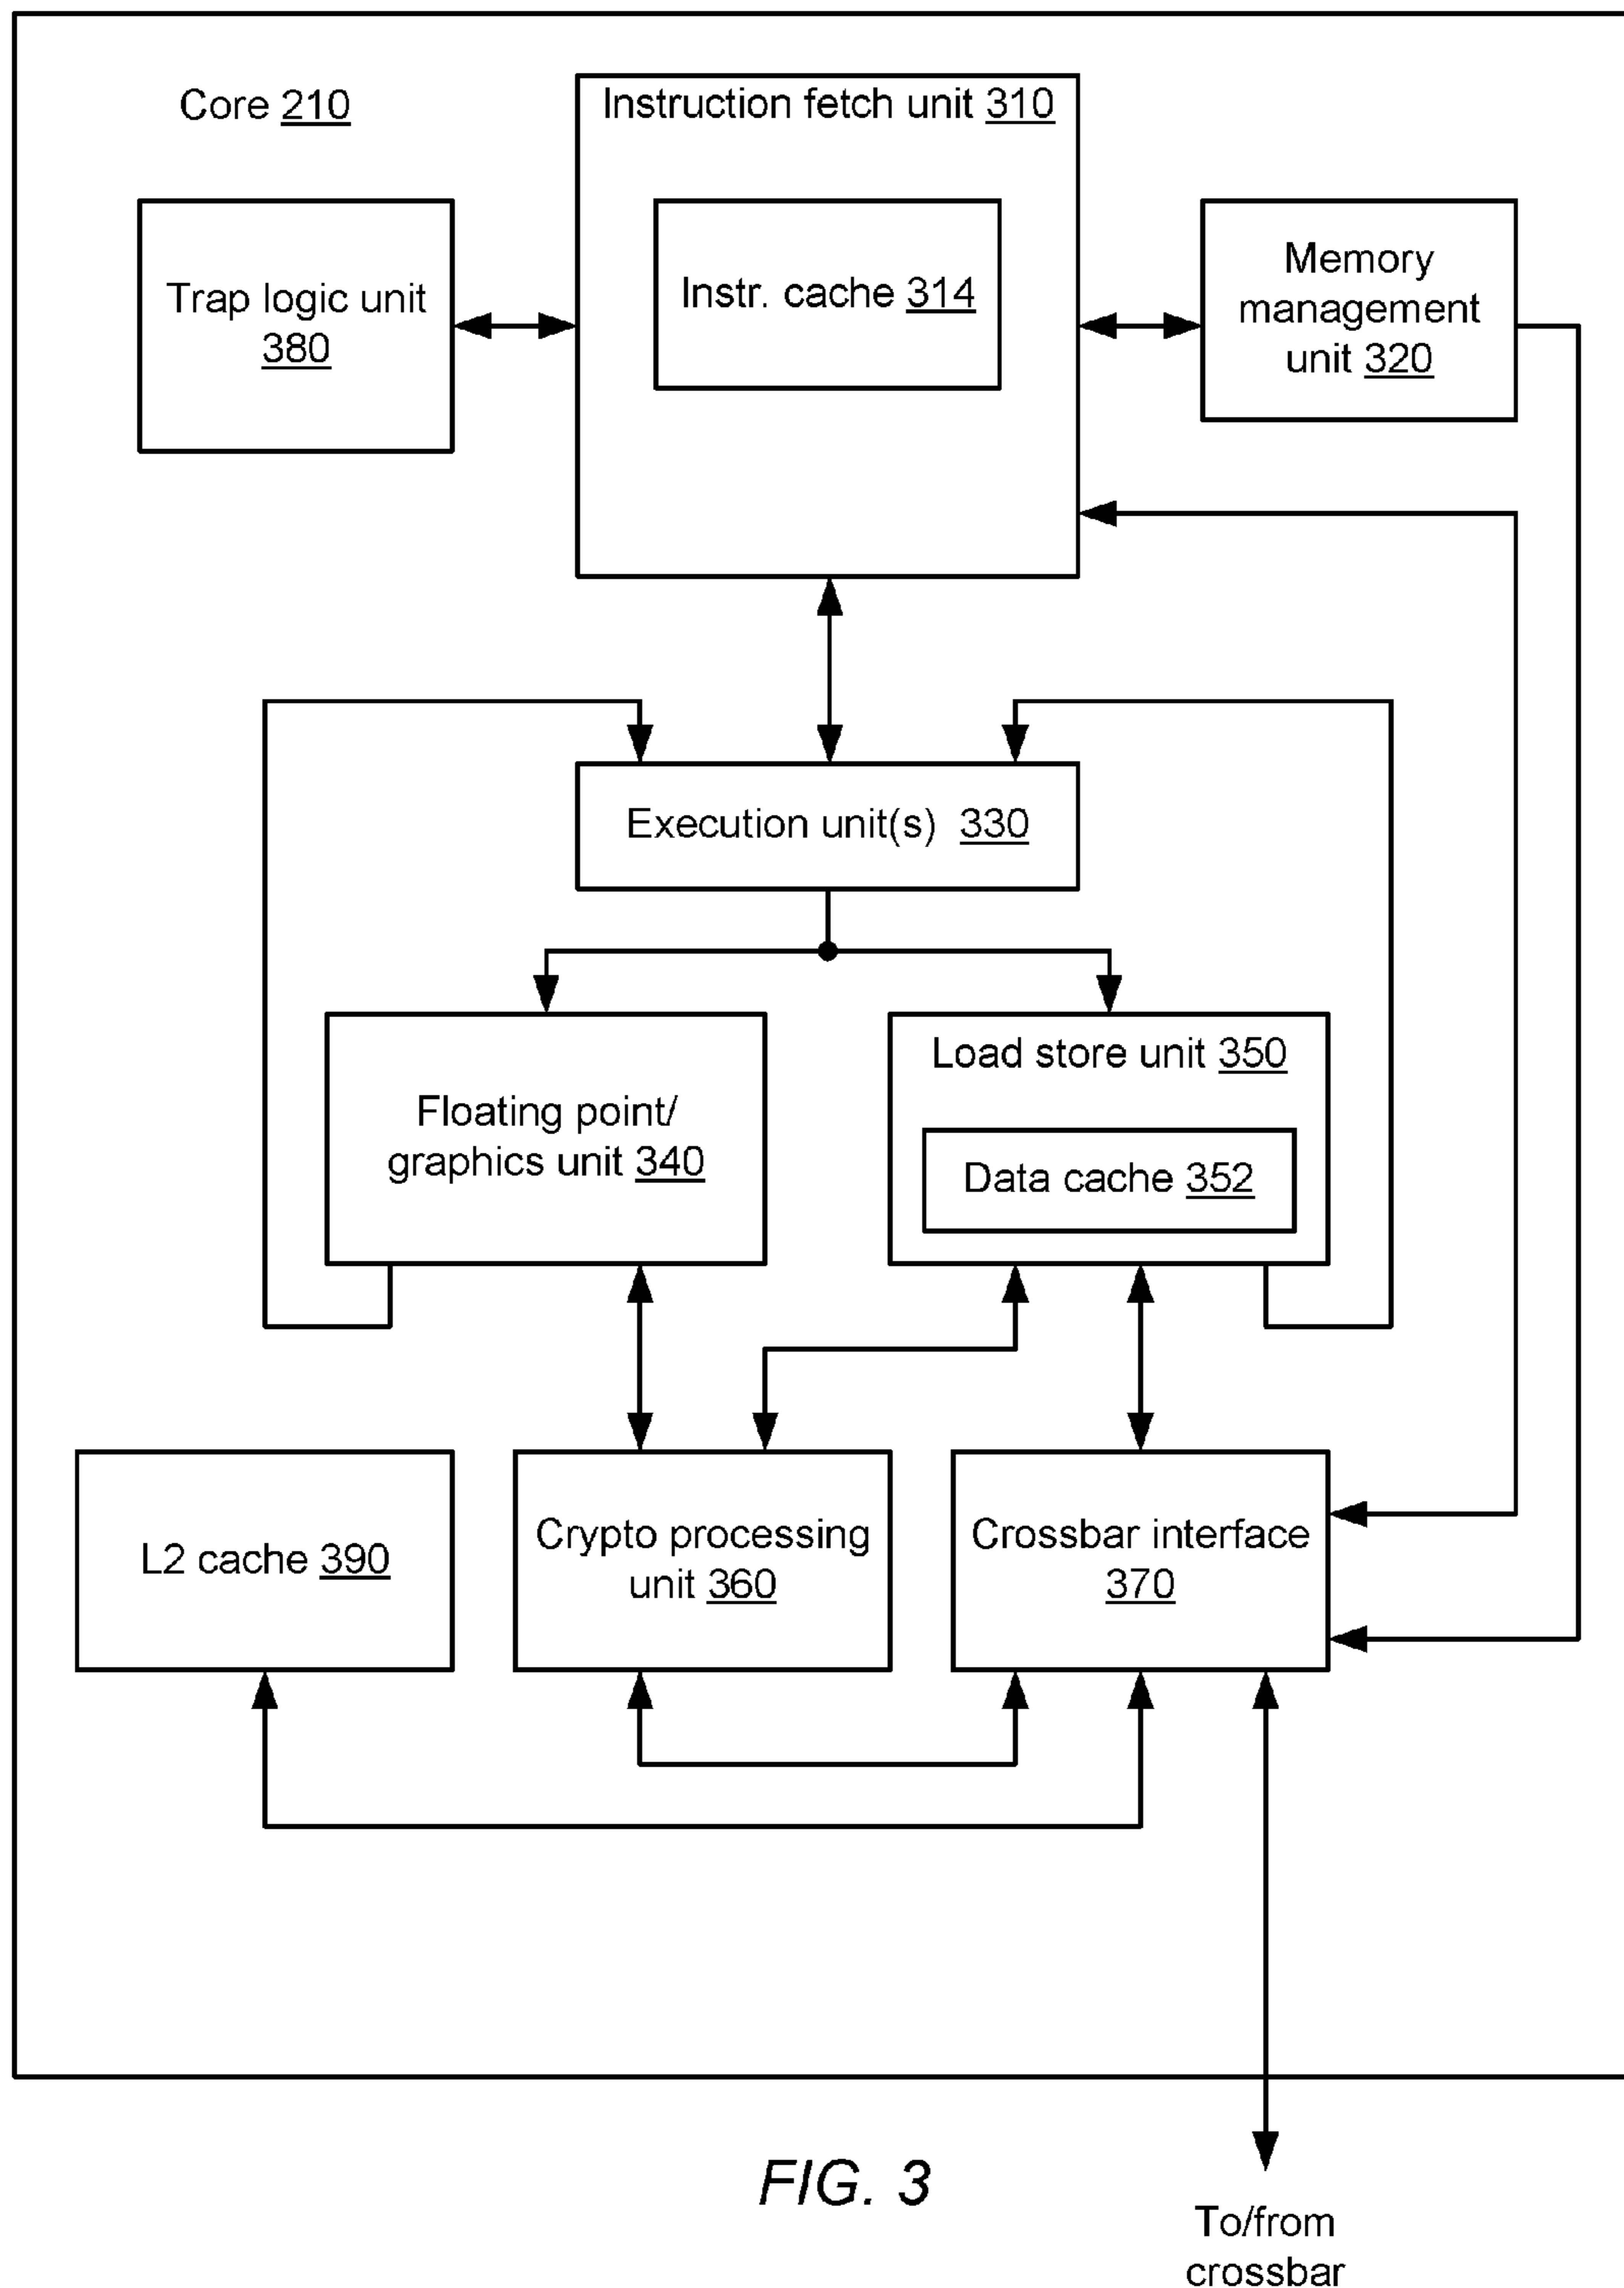 Core 210
Instruction fetch unit 310
Instr. cache 314
Trap logic unit
380
Memory
management
unit 320
Execution unit(s) 330
Floating point/
graphics unit 340
Load store unit 350
Data cache 352
L2 cache 390
Crypto processing
unit 360
Crossbar interface
370
FIG. 3
To/from
crossbar